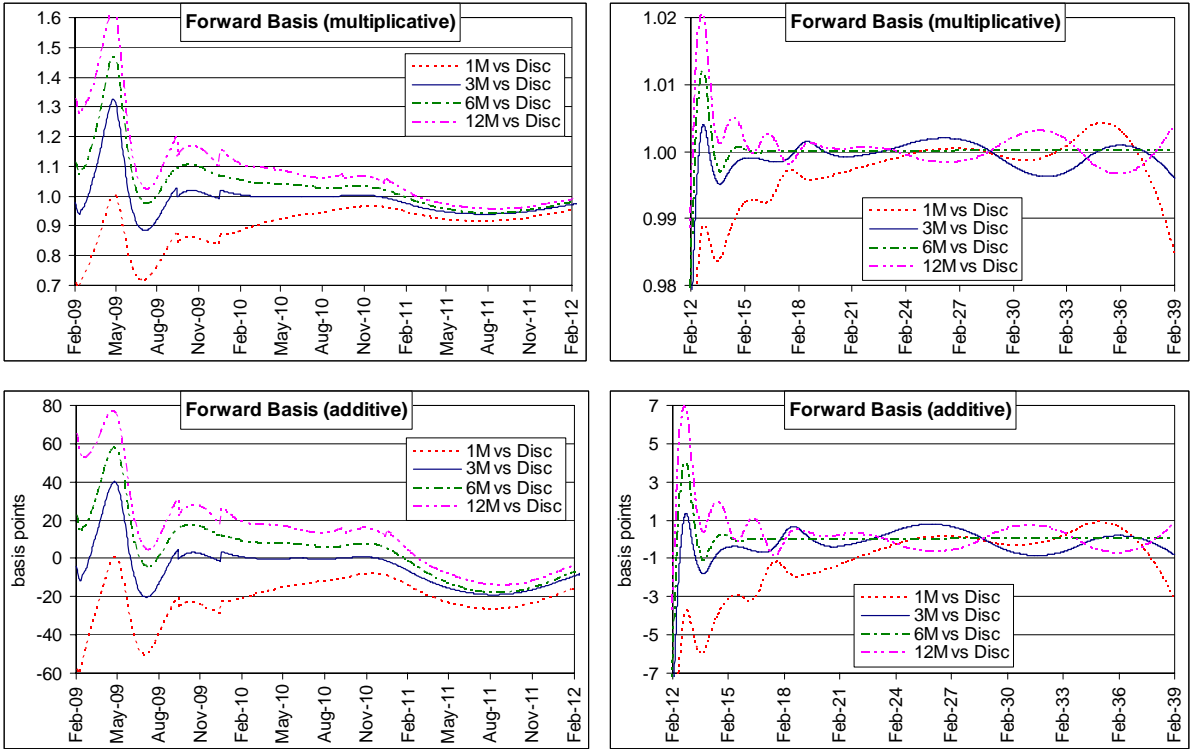 Forward Basis (multiplicative)
1.6
1.5
1.4
1.3
1.2
1.1
1.0
0.9
0.8
0.7
1M vs Disc
3M vs Disc
6M vs Disc
12M vs Disc
Feb-09
May-09
Aug-09
Nov-09
Feb-10
May-10
Aug-10
Nov-10
Feb-11
May-11
Aug-11
Nov-11
Feb-12
Forward Basis (multiplicative)
1.02
1.01
1.00
0.99
0.98
1M vs Disc
3M vs Disc
6M vs Disc
12M vs Disc
Feb-12
Feb-15
Feb-18
Feb-21
Feb-24
Feb-27
Feb-30
Feb-33
Feb-36
Feb-39
Forward Basis (additive)
80
60
40
20
0
-20
-40
-60
basis points
1M vs Disc
3M vs Disc
6M vs Disc
12M vs Disc
Feb-09
May-09
Aug-09
Nov-09
Feb-10
May-10
Aug-10
Nov-10
Feb-11
May-11
Aug-11
Nov-11
Feb-12
Forward Basis (additive)
7
5
3
1
-1
-3
-5
-7
basis points
1M vs Disc
3M vs Disc
6M vs Disc
12M vs Disc
Feb-12
Feb-15
Feb-18
Feb-21
Feb-24
Feb-27
Feb-30
Feb-33
Feb-36
Feb-39